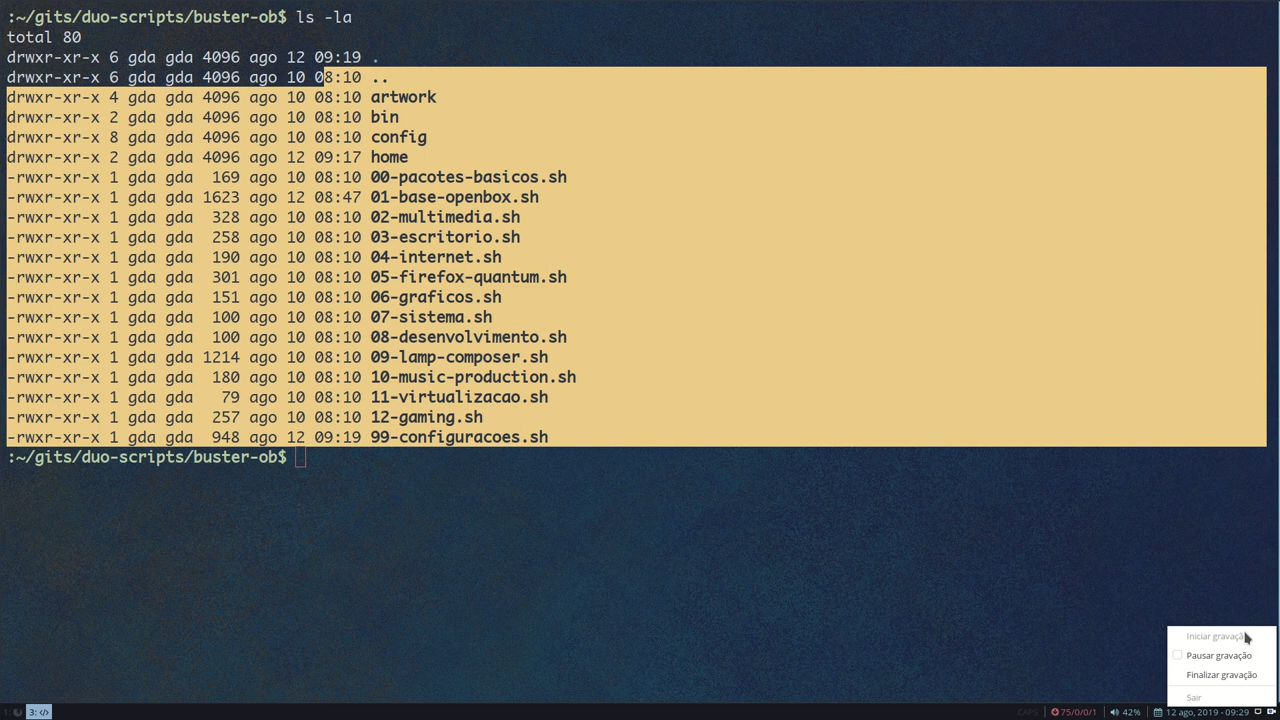 :~/gits/duo-scripts/buster-ob$ ls -la
total 80
drwxr-xr-x 6 gda gda 4096 ago 12 09:19 .
drwxr-xr-x 6 gda gda 4096 ago 10 08:10 ..
drwxr-xr-x 4 gda gda 4096 ago 10 08:10 artwork
drwxr-xr-x 2 gda gda 4096 ago 10 08:10 bin
drwxr-xr-x 8 gda gda 4096 ago 10 08:10 config
drwxr-xr-x 2 gda gda 4096 ago 12 09:17 home
-rwxr-xr-x 1 gda gda  169 ago 10 08:10 00-pacotes-basicos.sh
-rwxr-xr-x 1 gda gda 1623 ago 12 08:47 01-base-openbox.sh
-rwxr-xr-x 1 gda gda  328 ago 10 08:10 02-multimedia.sh
-rwxr-xr-x 1 gda gda  258 ago 10 08:10 03-escritorio.sh
-rwxr-xr-x 1 gda gda  190 ago 10 08:10 04-internet.sh
-rwxr-xr-x 1 gda gda  301 ago 10 08:10 05-firefox-quantum.sh
-rwxr-xr-x 1 gda gda  151 ago 10 08:10 06-graficos.sh
-rwxr-xr-x 1 gda gda  100 ago 10 08:10 07-sistema.sh
-rwxr-xr-x 1 gda gda  100 ago 10 08:10 08-desenvolvimento.sh
-rwxr-xr-x 1 gda gda 1214 ago 10 08:10 09-lamp-composer.sh
-rwxr-xr-x 1 gda gda  180 ago 10 08:10 10-music-production.sh
-rwxr-xr-x 1 gda gda   79 ago 10 08:10 11-virtualizacao.sh
-rwxr-xr-x 1 gda gda  257 ago 10 08:10 12-gaming.sh
-rwxr-xr-x 1 gda gda  948 ago 12 09:19 99-configuracoes.sh
:~/gits/duo-scripts/buster-ob$
Iniciar gravação
Pausar gravação
Finalizar gravação
Sair
1: 3: </> CAPS 75/0/0/1 42% 12 ago, 2019 - 09:29